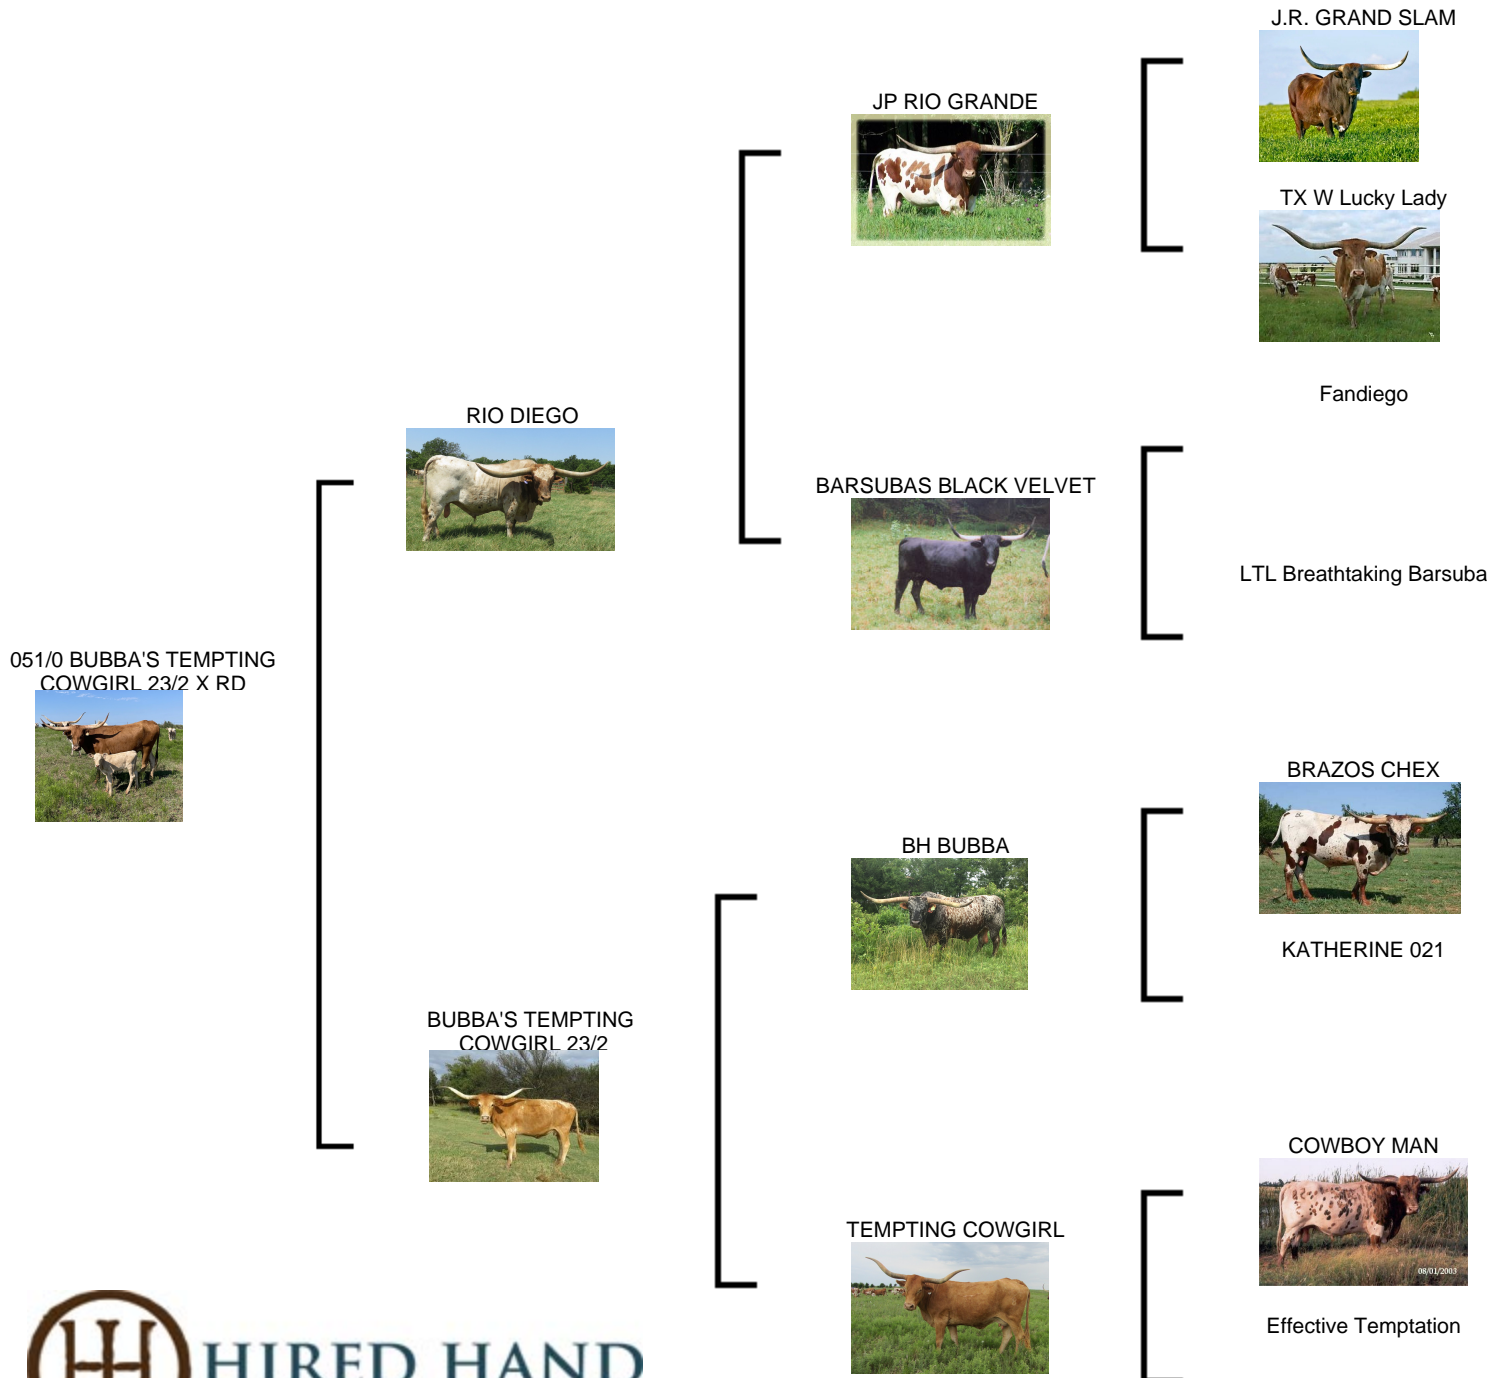 J.R. GRAND SLAM
JP RIO GRANDE
TX W Lucky Lady
Fandiego
RIO DIEGO
BARSUBAS BLACK VELVET
LTL Breathtaking Barsuba
051/0 BUBBA'S TEMPTING
COWGIRL 23/2 X RD
BRAZOS CHEX
BH BUBBA
KATHERINE 021
BUBBA'S TEMPTING
COWGIRL 23/2
COWBOY MAN
TEMPTING COWGIRL
08/01/2003
Effective Temptation
HIRED HAND